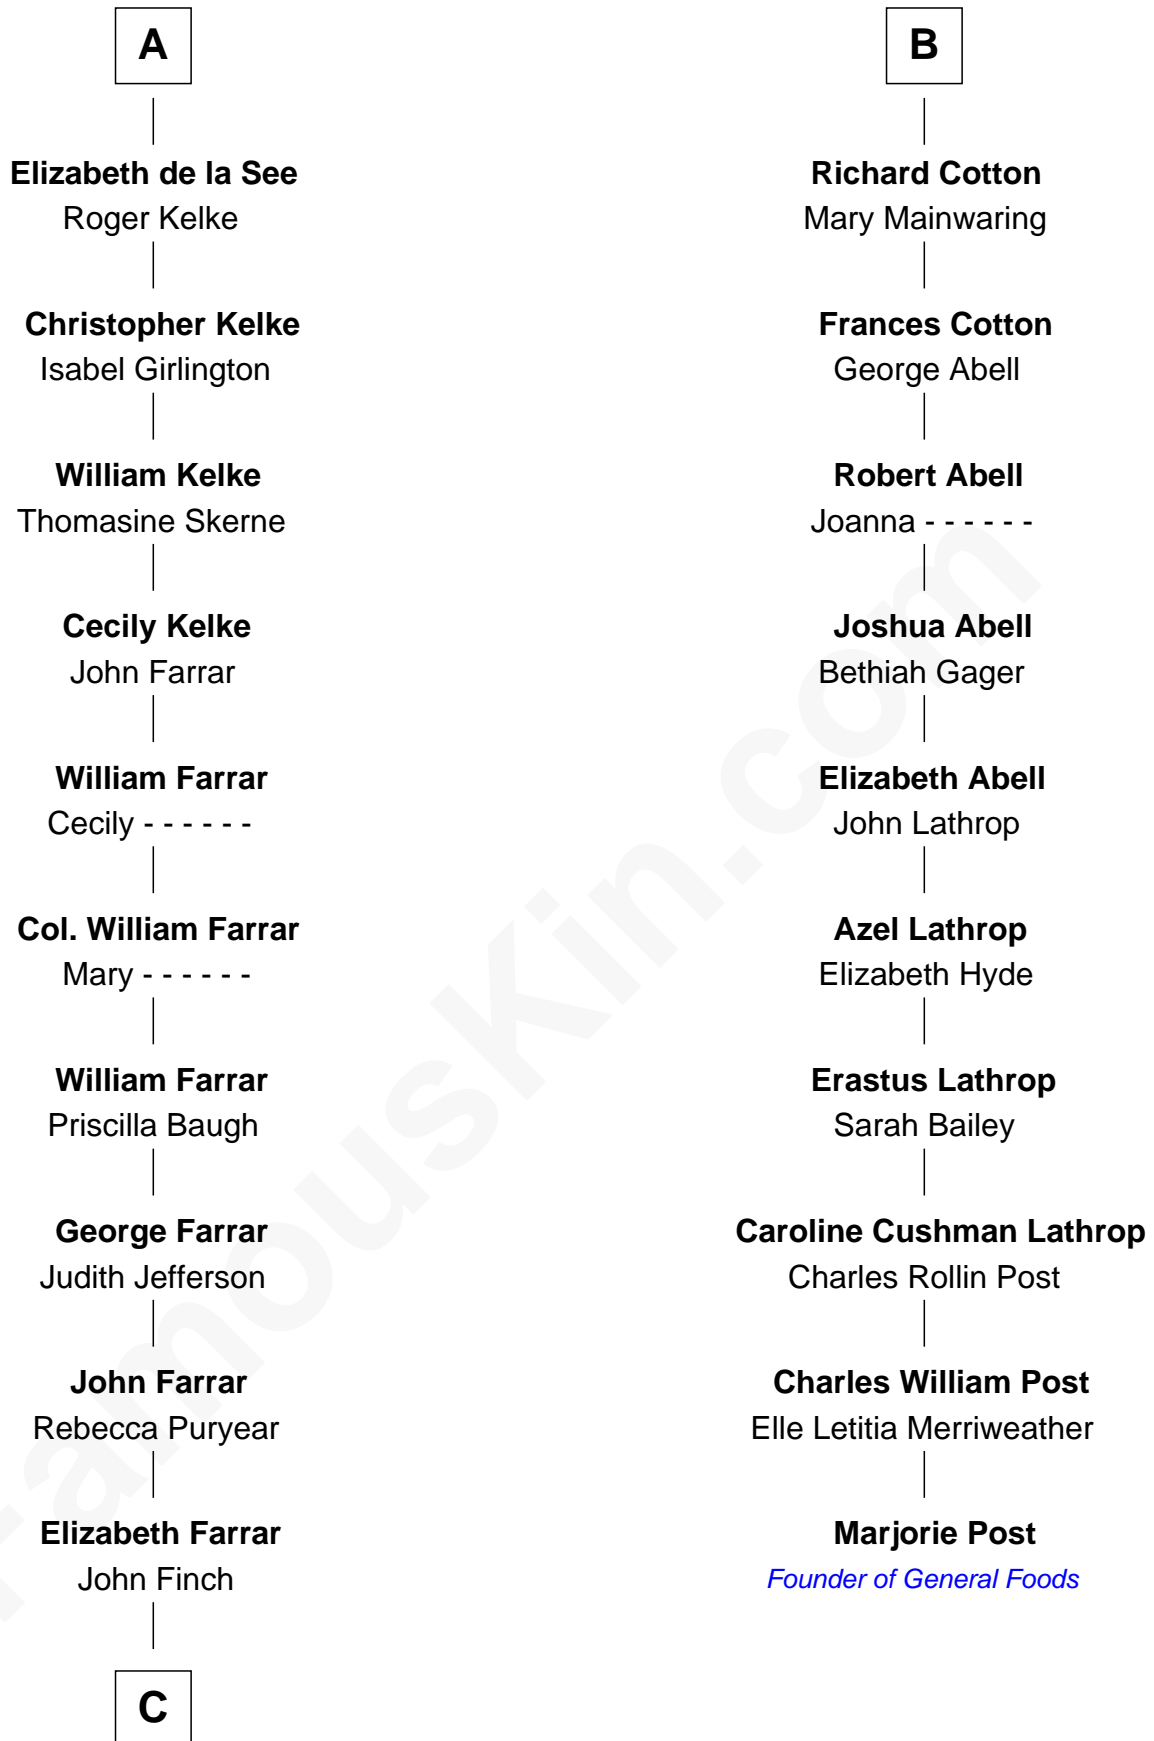 A
Elizabeth de la See
Roger Kelke
Christopher Kelke
Isabel Girlington
William Kelke
Thomasine Skerne
Cecily Kelke
John Farrar
William Farrar
Cecily - - - - - -
Col. William Farrar
Mary - - - - - -
William Farrar
Priscilla Baugh
George Farrar
Judith Jefferson
John Farrar
Rebecca Puryear
Elizabeth Farrar
John Finch
C
B
Richard Cotton
Mary Mainwaring
Frances Cotton
George Abell
Robert Abell
Joanna - - - - - -
Joshua Abell
Bethiah Gager
Elizabeth Abell
John Lathrop
Azel Lathrop
Elizabeth Hyde
Erastus Lathrop
Sarah Bailey
Caroline Cushman Lathrop
Charles Rollin Post
Charles William Post
Elle Letitia Merriweather
Marjorie Post
Founder of General Foods
FamousKin.com